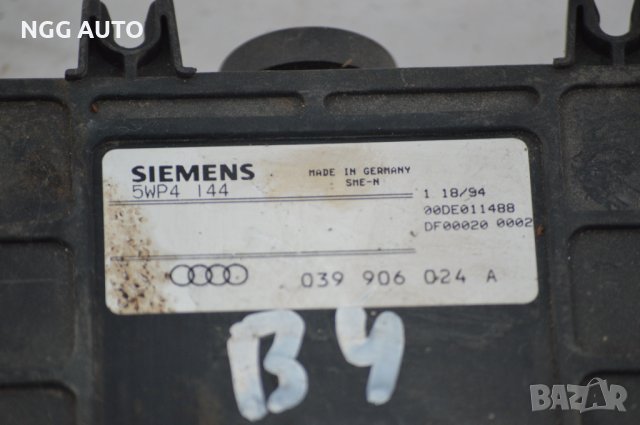 NGG AUTO
SIEMENS
5WP4 144
MADE IN GERMANY
SME-N
1 18/94
00DE011488
DF00020 0002
039 906 024 A
B4
BAZAR
bg